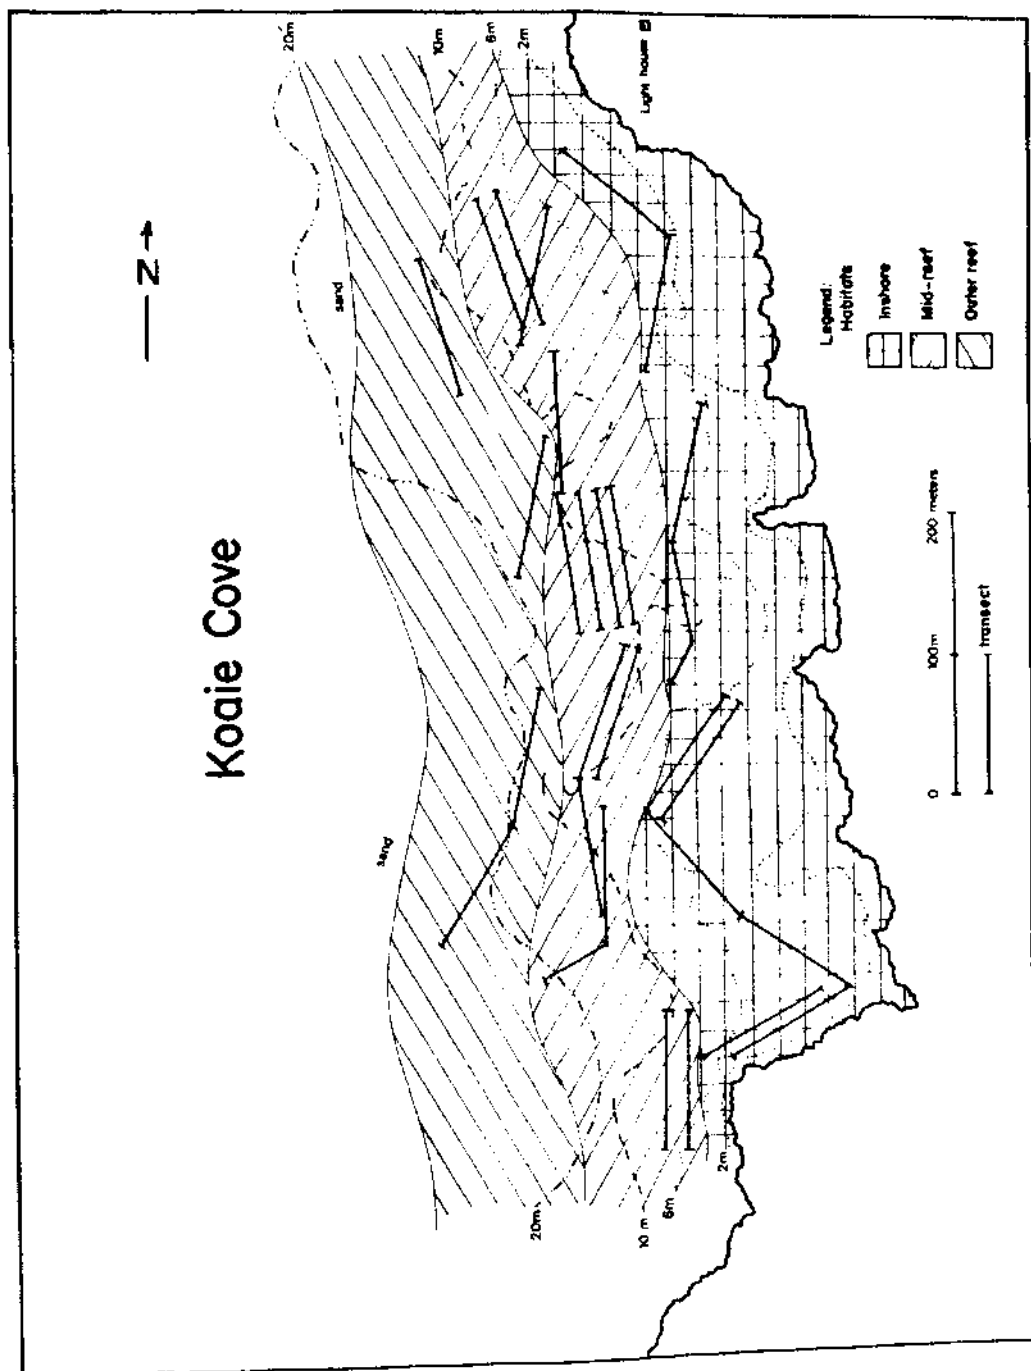 Koaie Cove
N
20m
10m
6m
2m
Light house
sand
sand
Legend:
Habitats
Inshore
Mid-reef
Outer reef
0 100m 200 meters
transect
20m
10 m
6m
2m